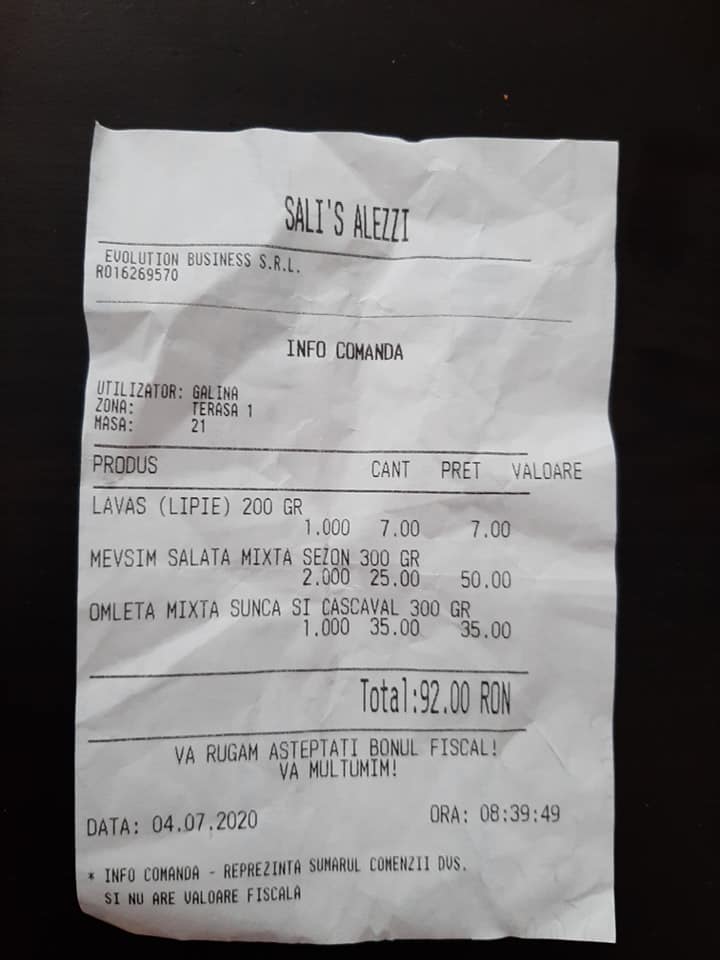 SALI'S ALEZZI
EVOLUTION BUSINESS S.R.L.
RO16269570
INFO COMANDA
UTILIZATOR: GALINA
ZONA: TERASA 1
MASA: 21
PRODUS CANT PRET VALOARE
LAVAS (LIPIE) 200 GR
1.000 7.00 7.00
MEVSIM SALATA MIXTA SEZON 300 GR
2.000 25.00 50.00
OMLETA MIXTA SUNCA SI CASCAVAL 300 GR
1.000 35.00 35.00
Total:92.00 RON
VA RUGAM ASTEPTATI BONUL FISCAL!
VA MULTUMIM!
DATA: 04.07.2020 ORA: 08:39:49
* INFO COMANDA - REPREZINTA SUMARUL COMENZII DVS.
SI NU ARE VALOARE FISCALA